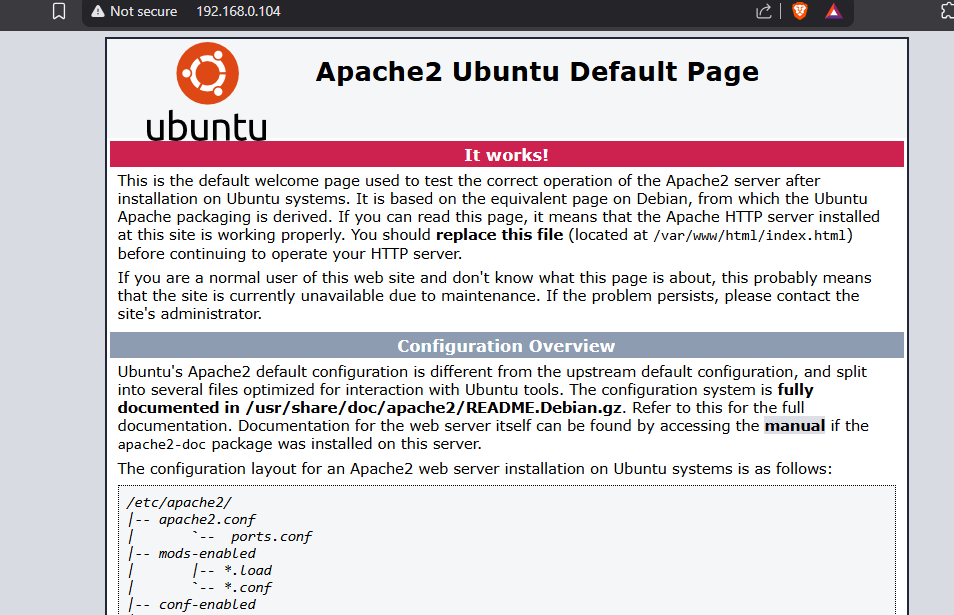 Not secure 192.168.0.104
Apache2 Ubuntu Default Page
ubuntu
It works!
This is the default welcome page used to test the correct operation of the Apache2 server after
installation on Ubuntu systems. It is based on the equivalent page on Debian, from which the Ubuntu
Apache packaging is derived. If you can read this page, it means that the Apache HTTP server installed
at this site is working properly. You should replace this file (located at /var/www/html/index.html)
before continuing to operate your HTTP server.
If you are a normal user of this web site and don't know what this page is about, this probably means
that the site is currently unavailable due to maintenance. If the problem persists, please contact the
site's administrator.
Configuration Overview
Ubuntu's Apache2 default configuration is different from the upstream default configuration, and split
into several files optimized for interaction with Ubuntu tools. The configuration system is fully
documented in /usr/share/doc/apache2/README.Debian.gz. Refer to this for the full
documentation. Documentation for the web server itself can be found by accessing the manual if the
apache2-doc package was installed on this server.
The configuration layout for an Apache2 web server installation on Ubuntu systems is as follows:
/etc/apache2/
|-- apache2.conf
|       `--  ports.conf
|-- mods-enabled
|       |-- *.load
|       `-- *.conf
|-- conf-enabled